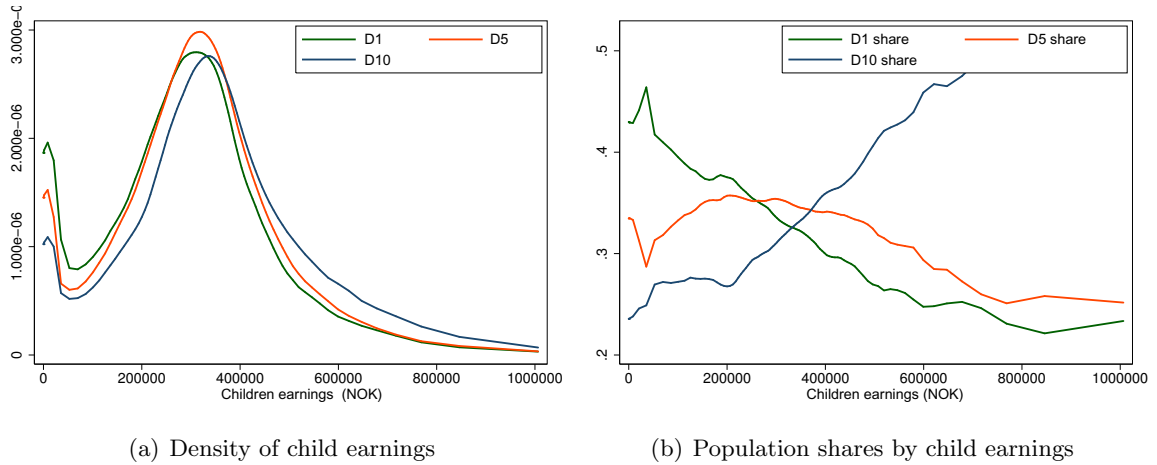 3.000e-0
2.000e-06
1.000e-06
0
D1
D5
D10
0
200000
400000
600000
800000
1000000
Children earnings (NOK)
(a) Density of child earnings
.5
.4
.3
.2
D1 share
D5 share
D10 share
0
200000
400000
600000
800000
1000000
Children earnings (NOK)
(b) Population shares by child earnings